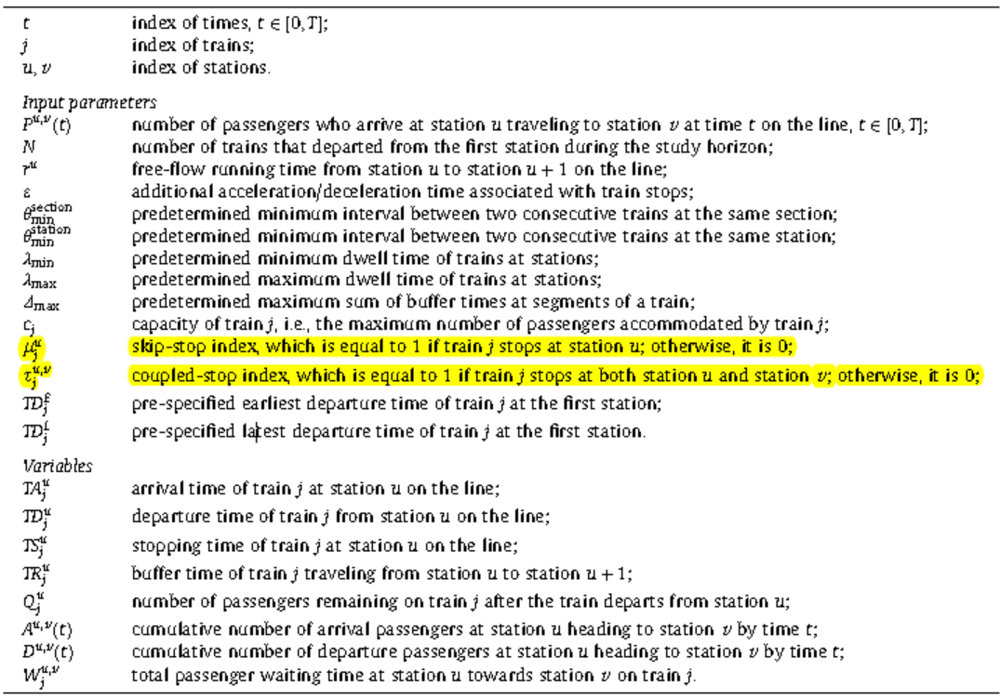 t index of times, t ∈ [0, T];
j index of trains;
u, v index of stations.
Input parameters
P^{u,v}(t) number of passengers who arrive at station u traveling to station v at time t on the line, t ∈ [0, T];
N number of trains that departed from the first station during the study horizon;
r^u free-flow running time from station u to station u + 1 on the line;
ε additional acceleration/deceleration time associated with train stops;
θ_{min}^{section} predetermined minimum interval between two consecutive trains at the same section;
θ_{min}^{station} predetermined minimum interval between two consecutive trains at the same station;
λ_{min} predetermined minimum dwell time of trains at stations;
λ_{max} predetermined maximum dwell time of trains at stations;
Δ_{max} predetermined maximum sum of buffer times at segments of a train;
c_j capacity of train j, i.e., the maximum number of passengers accommodated by train j;
μ_j^u skip-stop index, which is equal to 1 if train j stops at station u; otherwise, it is 0;
τ_j^{u,v} coupled-stop index, which is equal to 1 if train j stops at both station u and station v; otherwise, it is 0;
TD_j^E pre-specified earliest departure time of train j at the first station;
TD_j^L pre-specified latest departure time of train j at the first station.
Variables
TA_j^u arrival time of train j at station u on the line;
TD_j^u departure time of train j from station u on the line;
TS_j^u stopping time of train j at station u on the line;
TR_j^u buffer time of train j traveling from station u to station u + 1;
Q_j^u number of passengers remaining on train j after the train departs from station u;
A^{u,v}(t) cumulative number of arrival passengers at station u heading to station v by time t;
D^{u,v}(t) cumulative number of departure passengers at station u heading to station v by time t;
W_j^{u,v} total passenger waiting time at station u towards station v on train j.